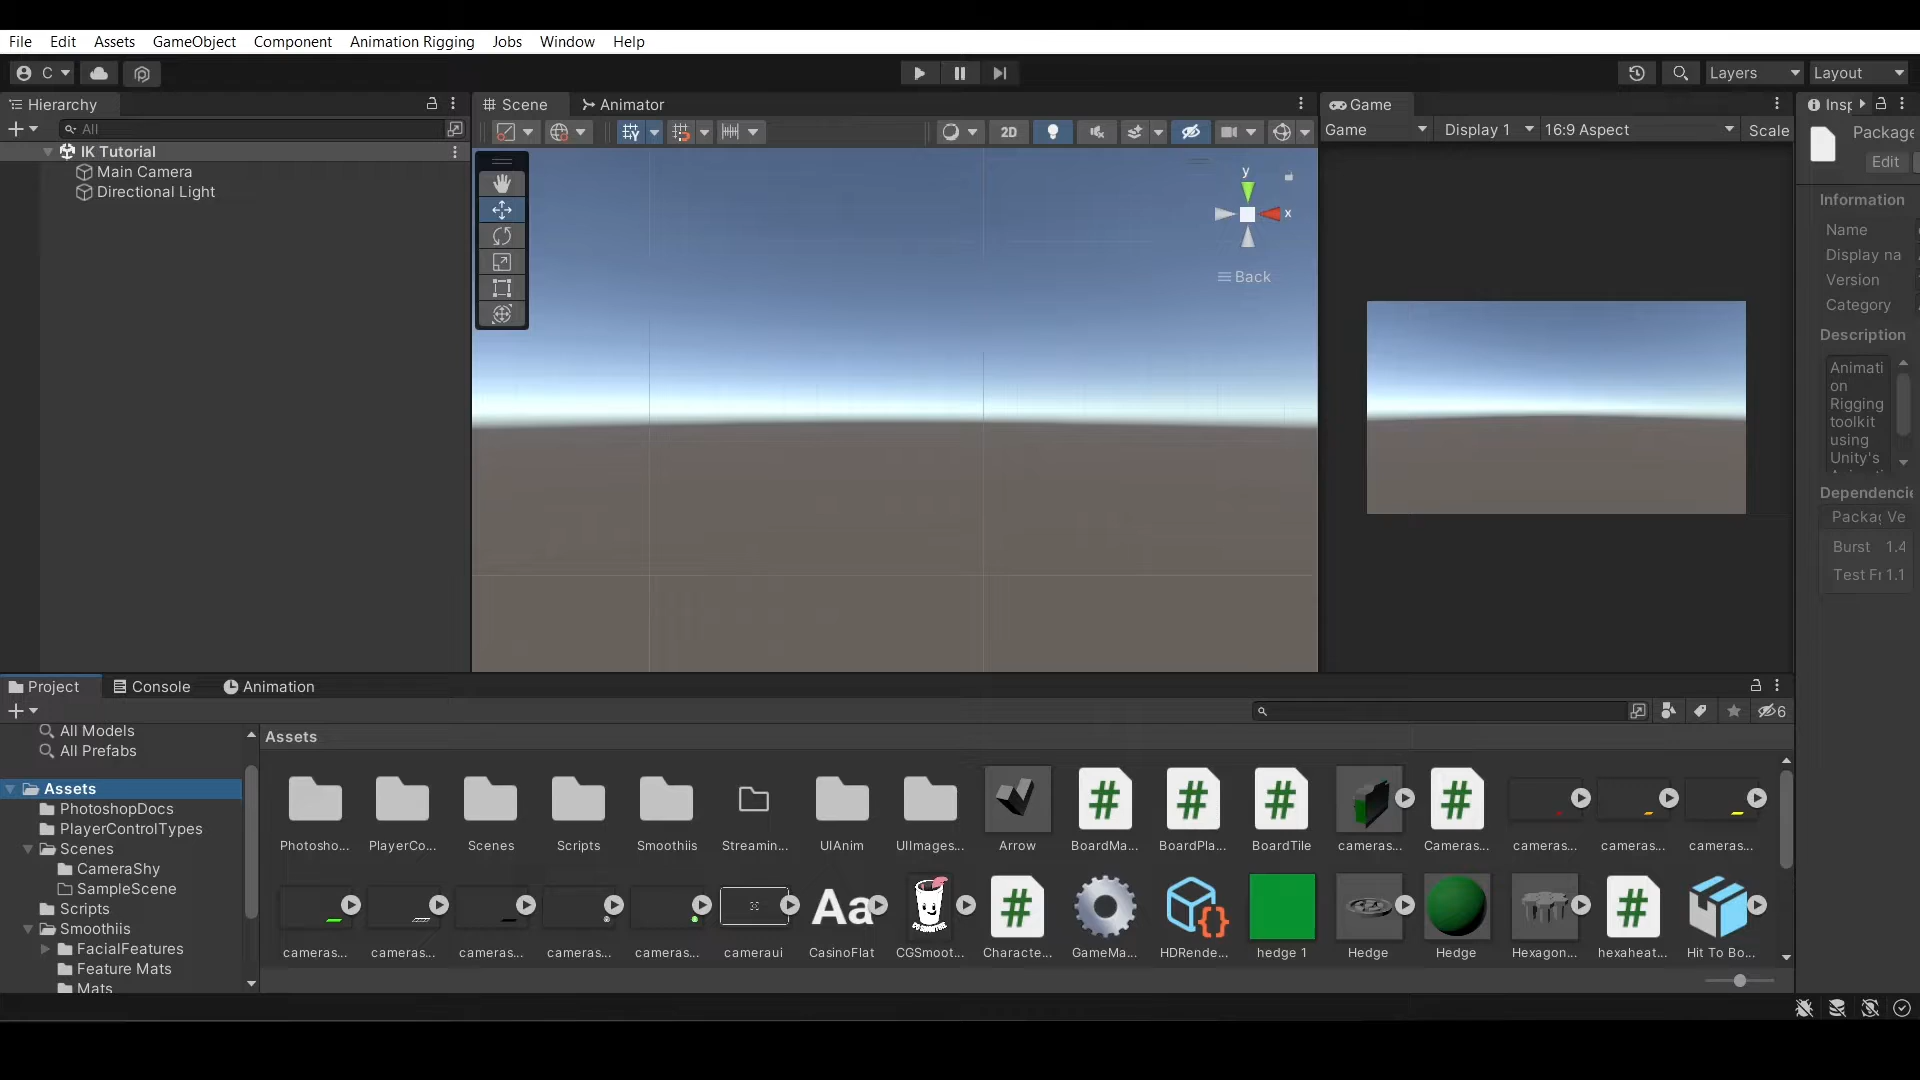 File Edit Assets GameObject Component Animation Rigging Jobs Window Help
C Layers Layout
Hierarchy
All
IK Tutorial
Main Camera
Directional Light
Scene Animator
2D
y
x
Back
Game
Game Display 1 16:9 Aspect Scale
Insp
Package
Edit
Information
Name
Display na
Version
Category
Description
Animati
on
Rigging
toolkit
using
Unity's
Dependencie
Packag Ve
Burst 1.4
Test Fr 1.1
Project Console Animation
6
All Models
All Prefabs
Assets
PhotoshopDocs
PlayerControlTypes
Scenes
CameraShy
SampleScene
Scripts
Smoothiis
FacialFeatures
Feature Mats
Mats
Assets
Photosho... PlayerCo... Scenes Scripts Smoothiis Streamin... UIAnim UIImages... Arrow BoardMa... BoardPla... BoardTile cameras... Cameras... cameras... cameras... cameras...
Aa
cameras... cameras... cameras... cameras... cameras... cameraui CasinoFlat CGSmoot... Characte... GameMa... HDRende... hedge 1 Hedge Hedge Hexagon... hexaheat... Hit To Bo...